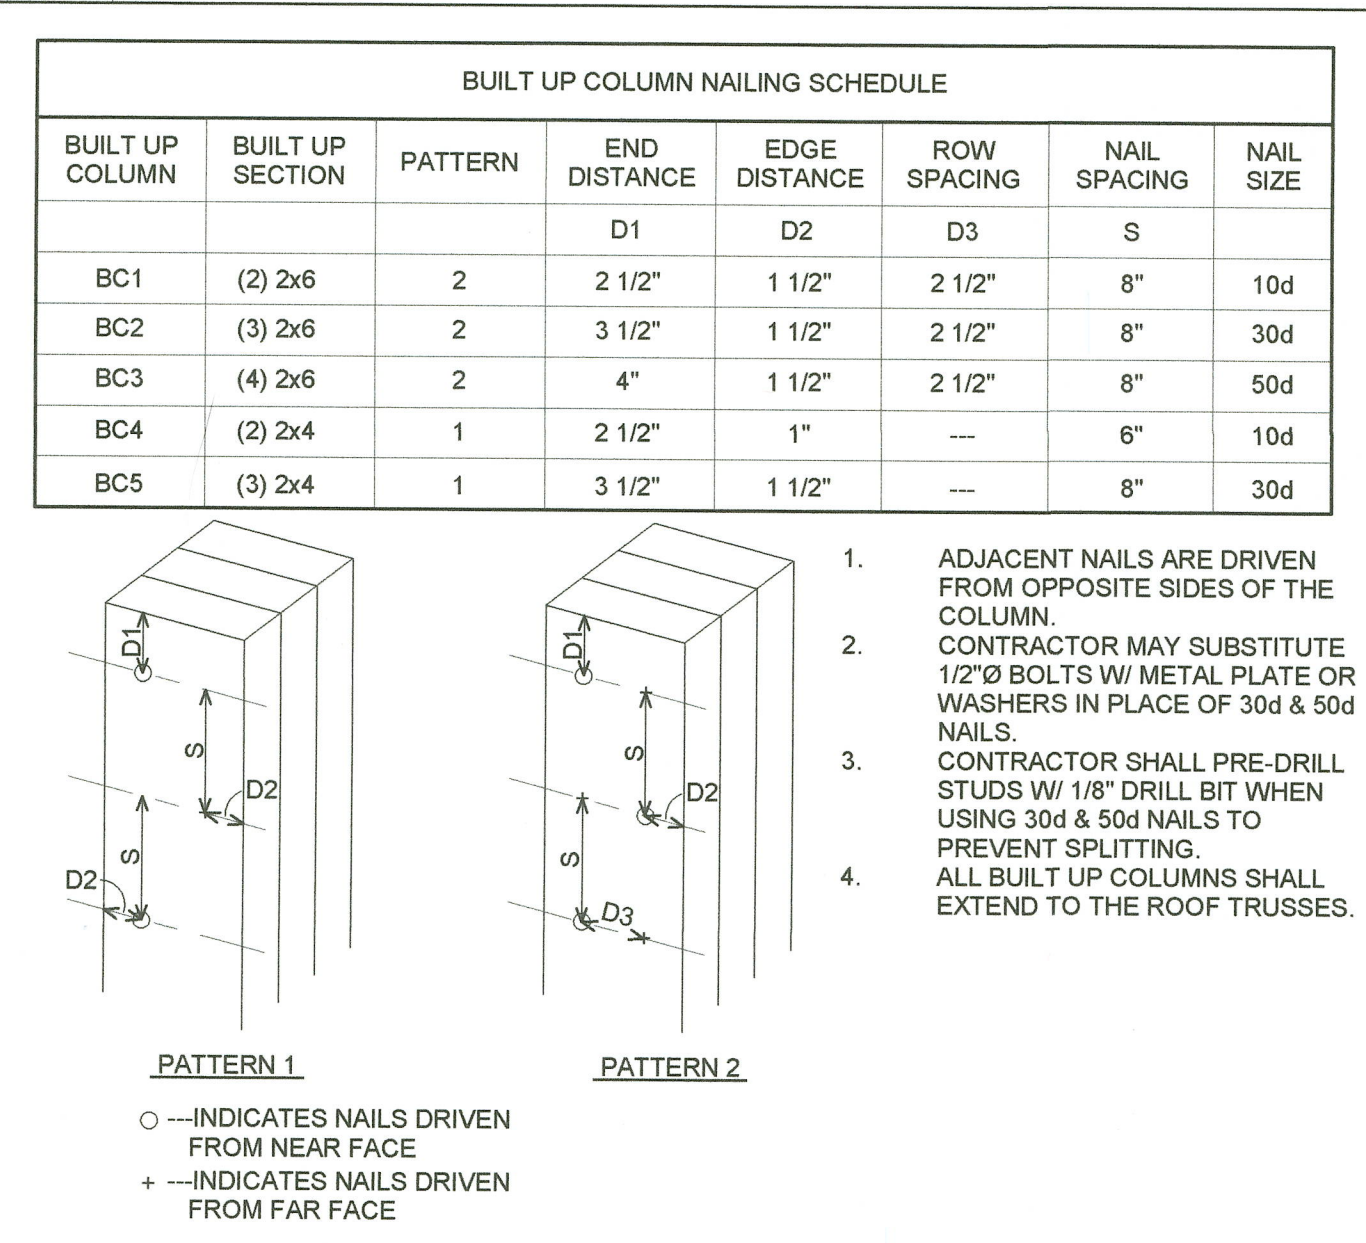 BUILT UP COLUMN NAILING SCHEDULE
BUILT UP COLUMN BUILT UP SECTION PATTERN END DISTANCE EDGE DISTANCE ROW SPACING NAIL SPACING NAIL SIZE
D1 D2 D3 S
BC1 (2) 2x6 2 2 1/2" 1 1/2" 2 1/2" 8" 10d
BC2 (3) 2x6 2 3 1/2" 1 1/2" 2 1/2" 8" 30d
BC3 (4) 2x6 2 4" 1 1/2" 2 1/2" 8" 50d
BC4 (2) 2x4 1 2 1/2" 1" --- 6" 10d
BC5 (3) 2x4 1 3 1/2" 1 1/2" --- 8" 30d
D1
S
D2
S
D2
PATTERN 1
D1
S
D2
S
D3
PATTERN 2
---INDICATES NAILS DRIVEN
FROM NEAR FACE
+ ---INDICATES NAILS DRIVEN
FROM FAR FACE
1. ADJACENT NAILS ARE DRIVEN
FROM OPPOSITE SIDES OF THE
COLUMN.
2. CONTRACTOR MAY SUBSTITUTE
1/2"Ø BOLTS W/ METAL PLATE OR
WASHERS IN PLACE OF 30d & 50d
NAILS.
3. CONTRACTOR SHALL PRE-DRILL
STUDS W/ 1/8" DRILL BIT WHEN
USING 30d & 50d NAILS TO
PREVENT SPLITTING.
4. ALL BUILT UP COLUMNS SHALL
EXTEND TO THE ROOF TRUSSES.